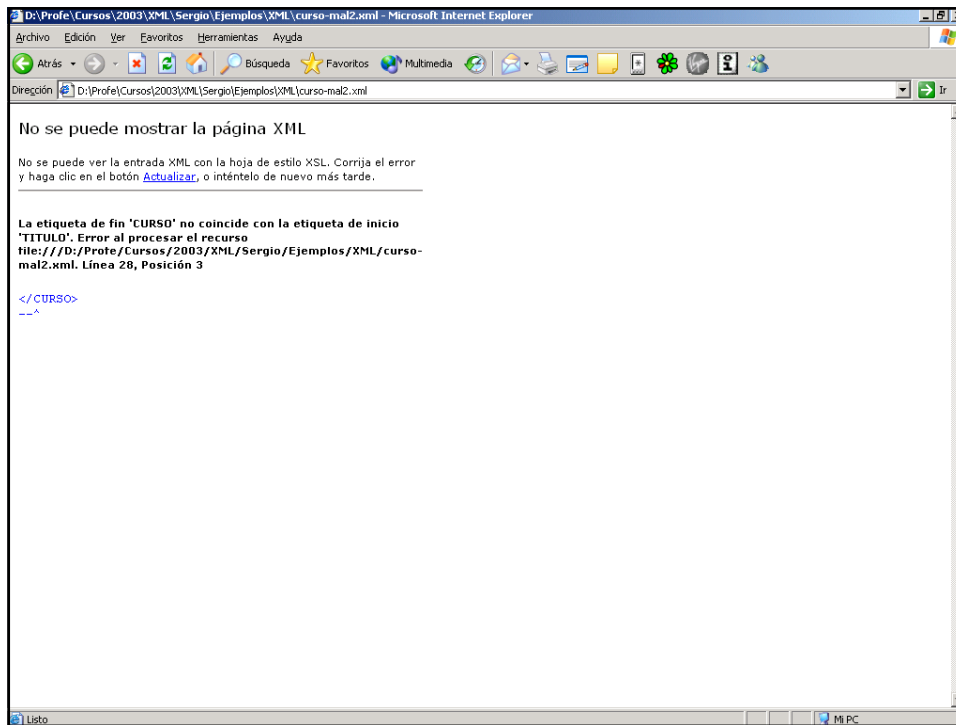 D:\Profe\Cursos\2003\XML\Sergio\Ejemplos\XML\curso-mal2.xml - Microsoft Internet Explorer
Archivo Edición Ver Favoritos Herramientas Ayuda
Atrás Búsqueda Favoritos Multimedia
Dirección D:\Profe\Cursos\2003\XML\Sergio\Ejemplos\XML\curso-mal2.xml Ir
No se puede mostrar la página XML
No se puede ver la entrada XML con la hoja de estilo XSL. Corrija el error
y haga clic en el botón Actualizar, o inténtelo de nuevo más tarde.
La etiqueta de fin 'CURSO' no coincide con la etiqueta de inicio
'TITULO'. Error al procesar el recurso
file:///D:/Profe/Cursos/2003/XML/Sergio/Ejemplos/XML/curso-
mal2.xml. Línea 28, Posición 3
</CURSO>
--^
Listo Mi PC